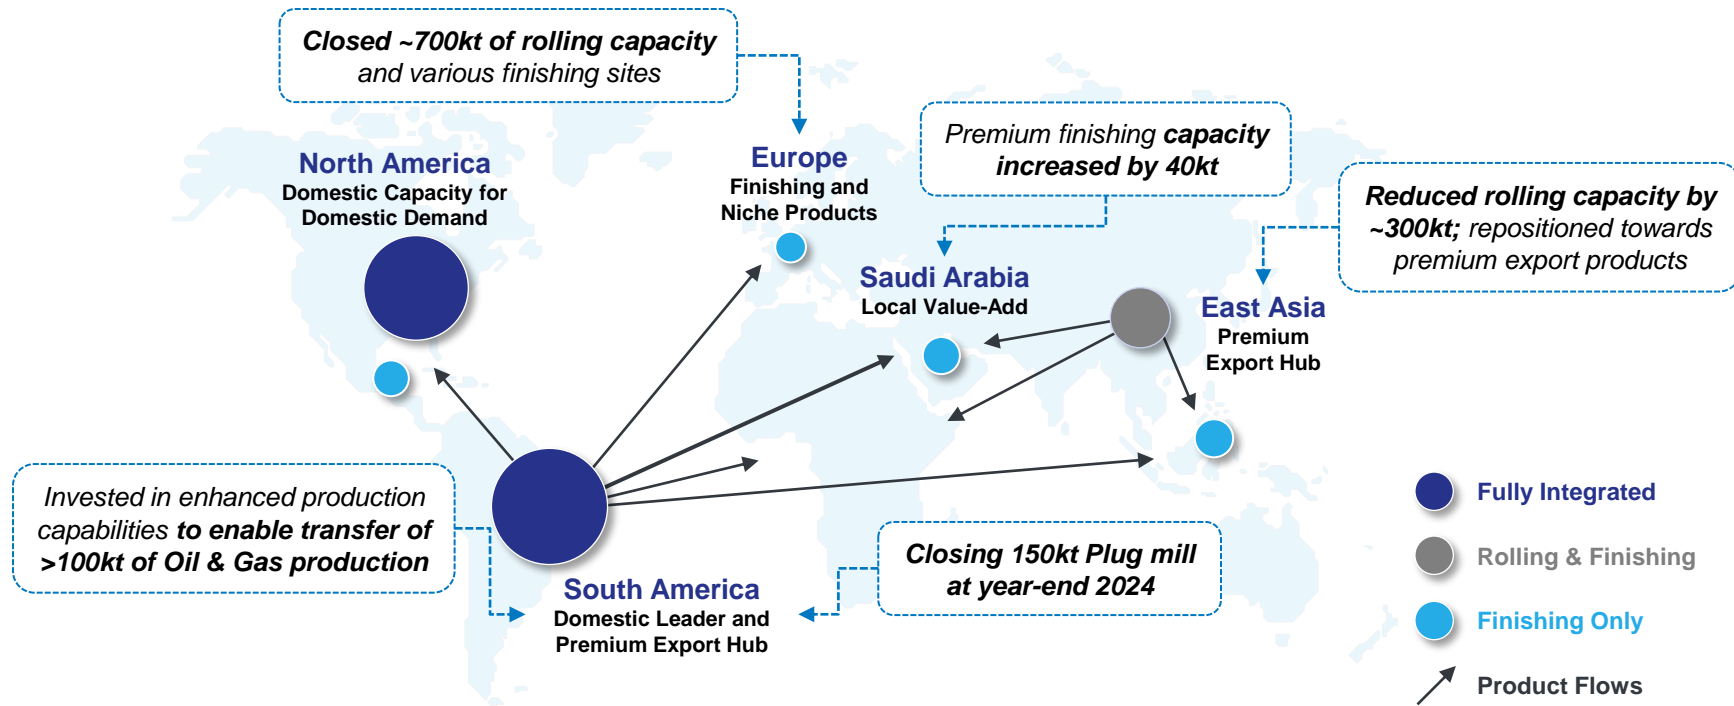 Closed ~700kt of rolling capacity
and various finishing sites
North America
Domestic Capacity for
Domestic Demand
Europe
Finishing and
Niche Products
Premium finishing capacity
increased by 40kt
Saudi Arabia
Local Value-Add
Reduced rolling capacity by
~300kt; repositioned towards
premium export products
East Asia
Premium
Export Hub
Invested in enhanced production
capabilities to enable transfer of
>100kt of Oil & Gas production
South America
Domestic Leader and
Premium Export Hub
Closing 150kt Plug mill
at year-end 2024
Fully Integrated
Rolling & Finishing
Finishing Only
Product Flows